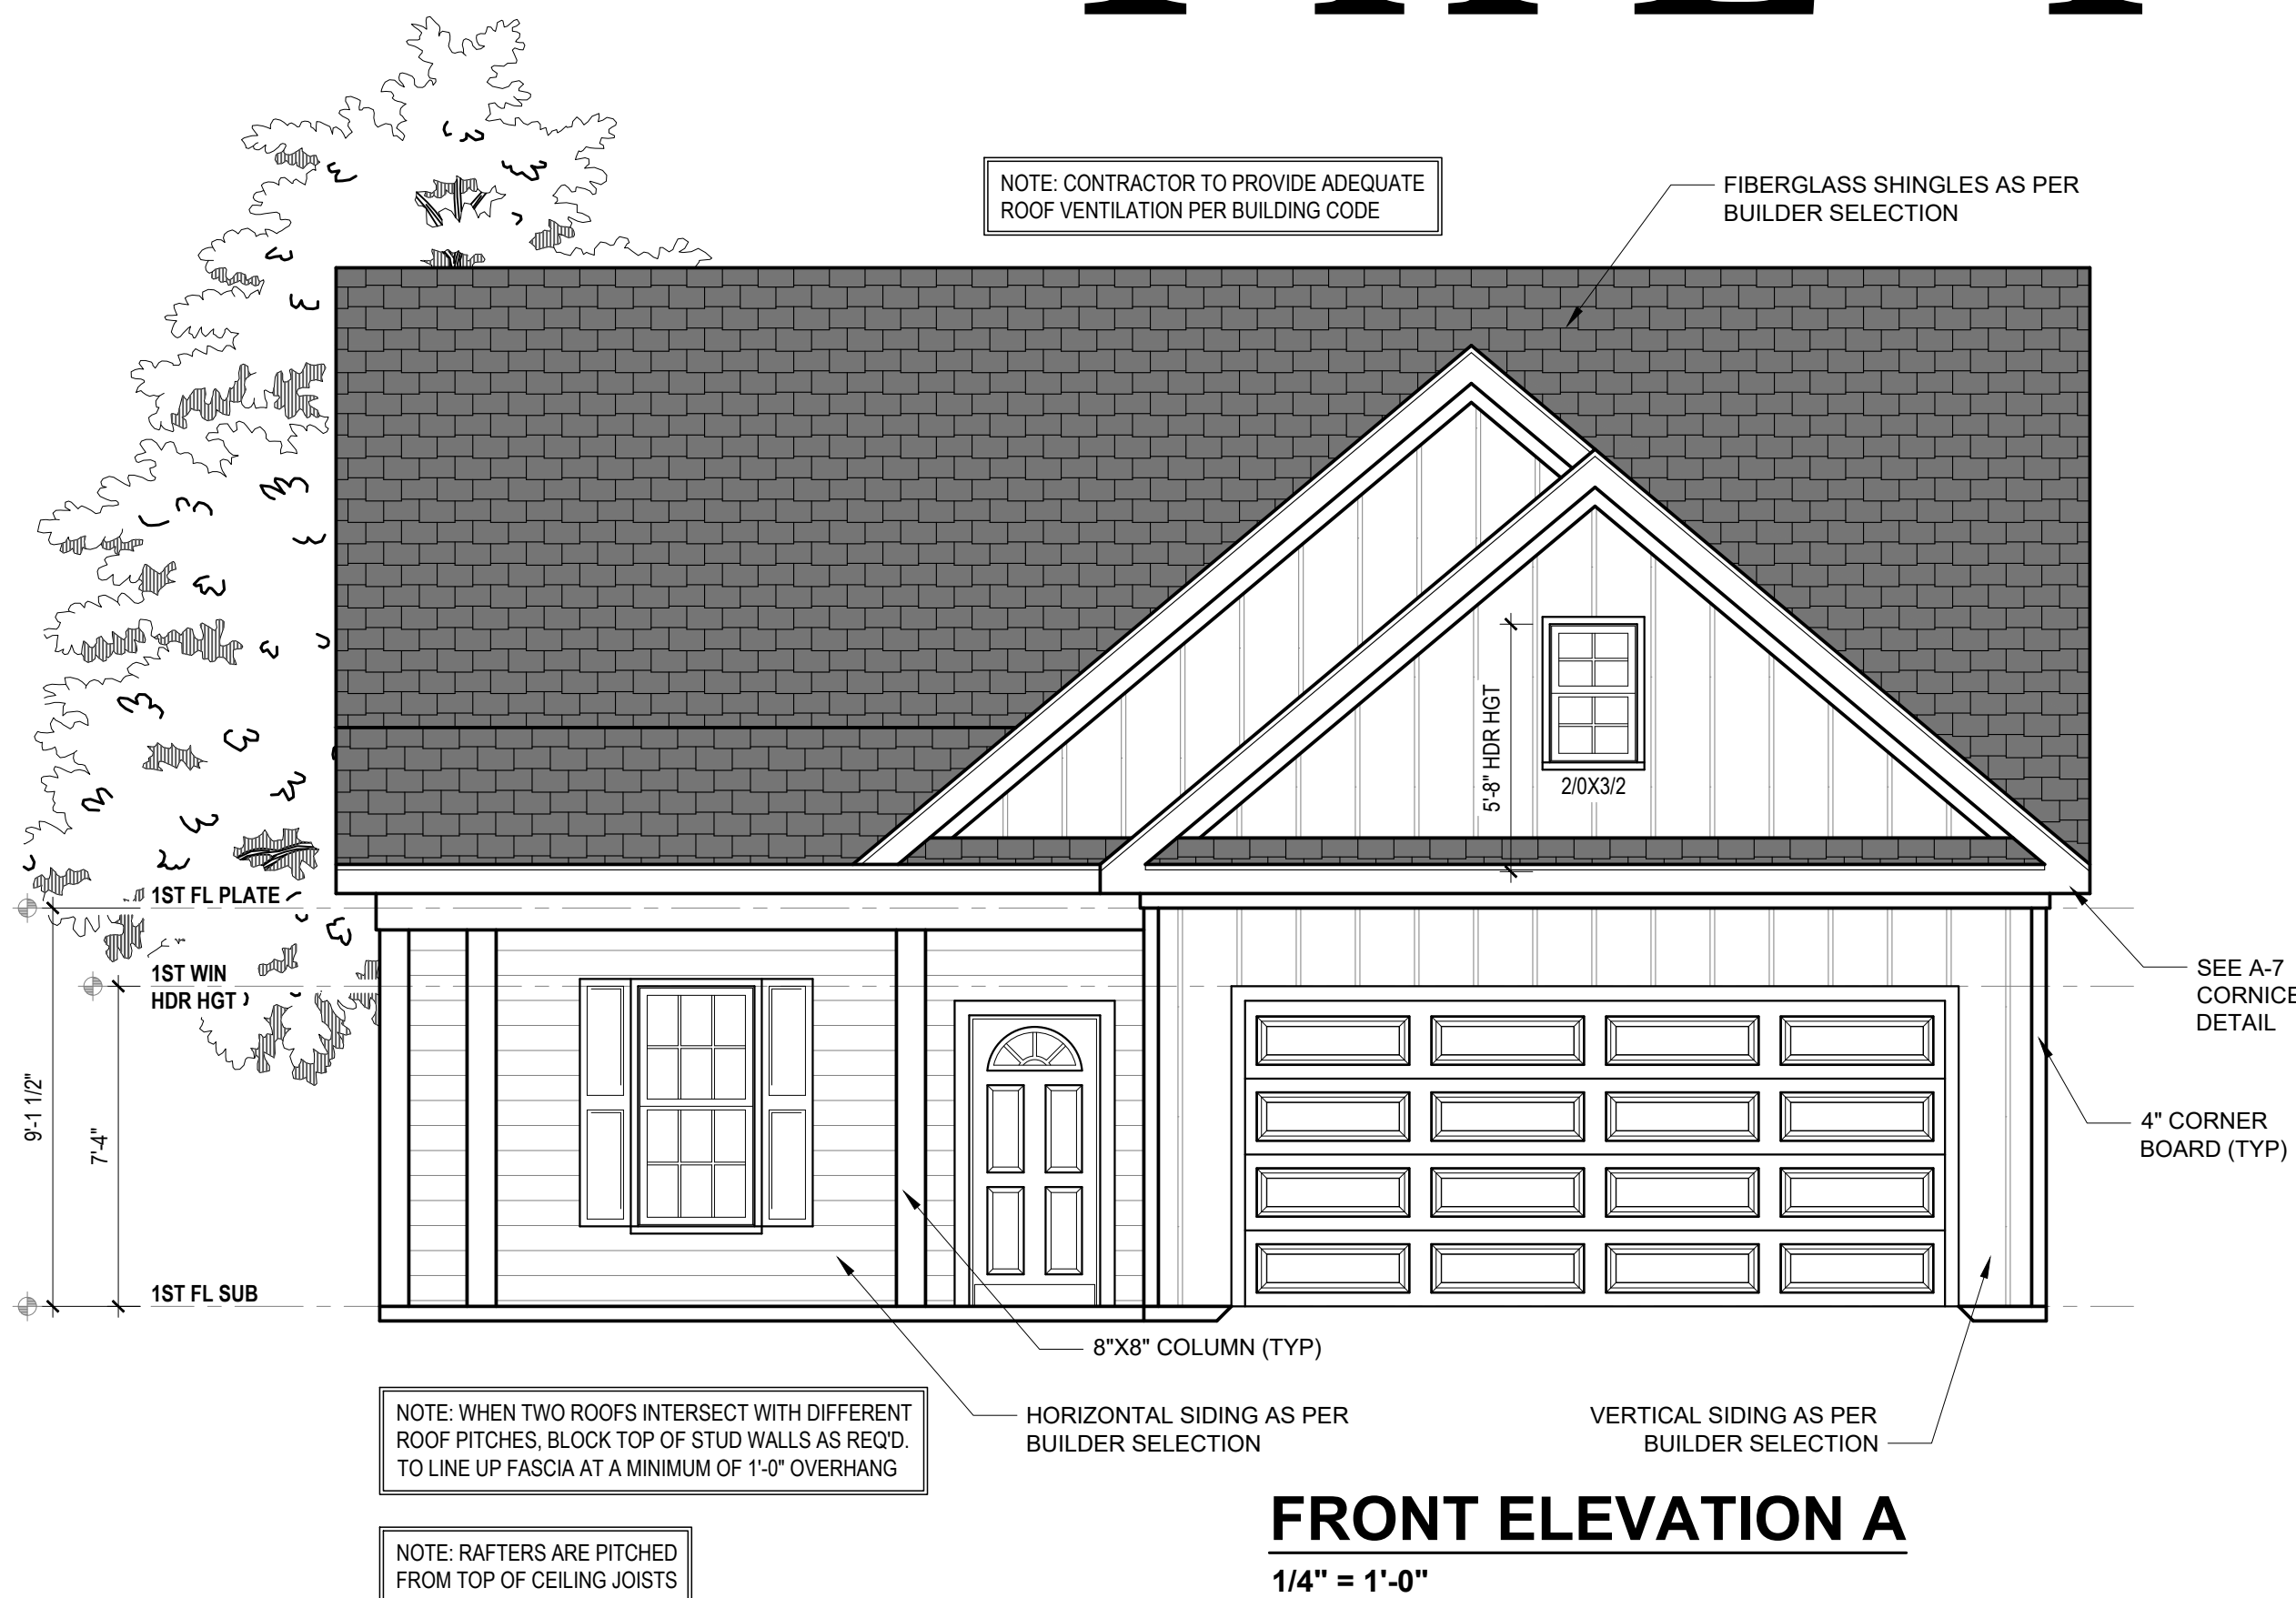 NOTE: CONTRACTOR TO PROVIDE ADEQUATE
ROOF VENTILATION PER BUILDING CODE
FIBERGLASS SHINGLES AS PER
BUILDER SELECTION
5'-8" HDR HGT
2/0X3/2
1ST FL PLATE
1ST WIN
HDR HGT
9'-1 1/2"
7'-4"
1ST FL SUB
SEE A-7
CORNICE
DETAIL
4" CORNER
BOARD (TYP)
8"X8" COLUMN (TYP)
HORIZONTAL SIDING AS PER
BUILDER SELECTION
VERTICAL SIDING AS PER
BUILDER SELECTION
NOTE: WHEN TWO ROOFS INTERSECT WITH DIFFERENT
ROOF PITCHES, BLOCK TOP OF STUD WALLS AS REQ'D.
TO LINE UP FASCIA AT A MINIMUM OF 1'-0" OVERHANG
NOTE: RAFTERS ARE PITCHED
FROM TOP OF CEILING JOISTS
FRONT ELEVATION A
1/4" = 1'-0"